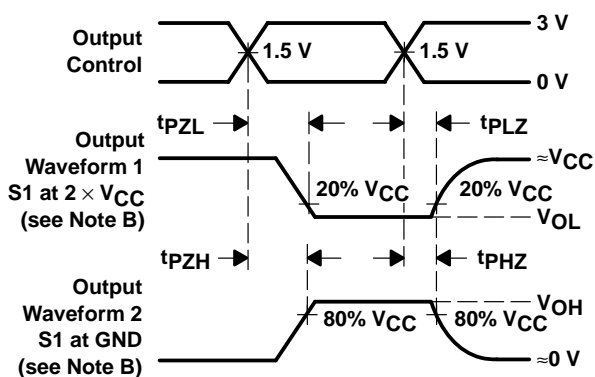 Output
Control
1.5 V
1.5 V
3 V
0 V
tPZL
tPLZ
Output
Waveform 1
S1 at 2 × VCC
(see Note B)
20% VCC
20% VCC
≈VCC
VOL
tPZH
tPHZ
Output
Waveform 2
S1 at GND
(see Note B)
80% VCC
80% VCC
VOH
≈0 V